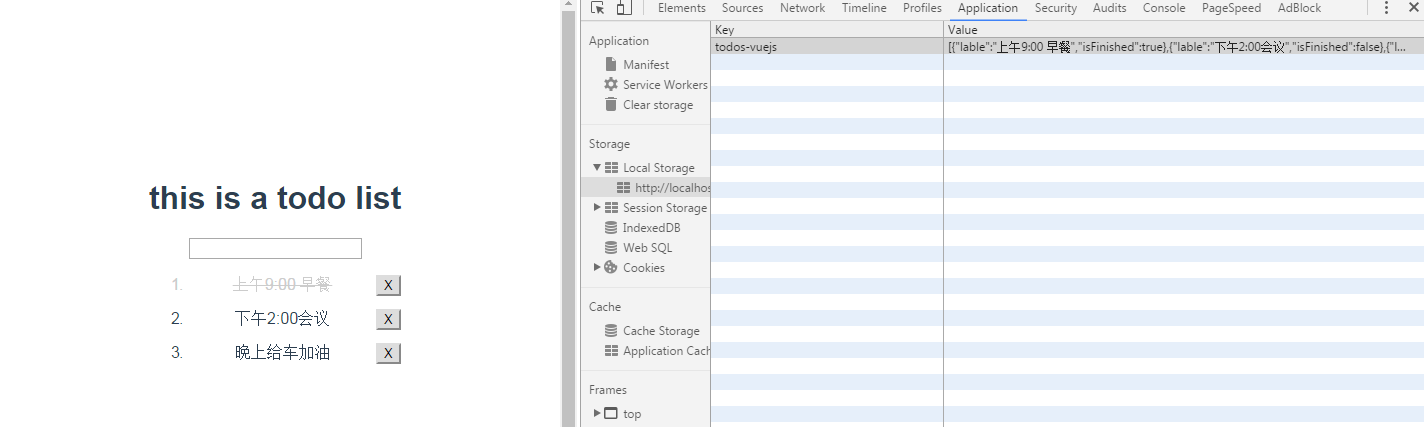 this is a todo list
1. 上午9:00 早餐 X
2. 下午2:00会议 X
3. 晚上给车加油 X
Elements Sources Network Timeline Profiles Application Security Audits Console PageSpeed AdBlock
Application
Manifest
Service Workers
Clear storage
Storage
Local Storage
http://localhos
Session Storage
IndexedDB
Web SQL
Cookies
Cache
Cache Storage
Application Cach
Frames
top
Key Value
todos-vuejs [{"lable":"上午9:00 早餐","isFinished":true},{"lable":"下午2:00会议","isFinished":false},{"l...